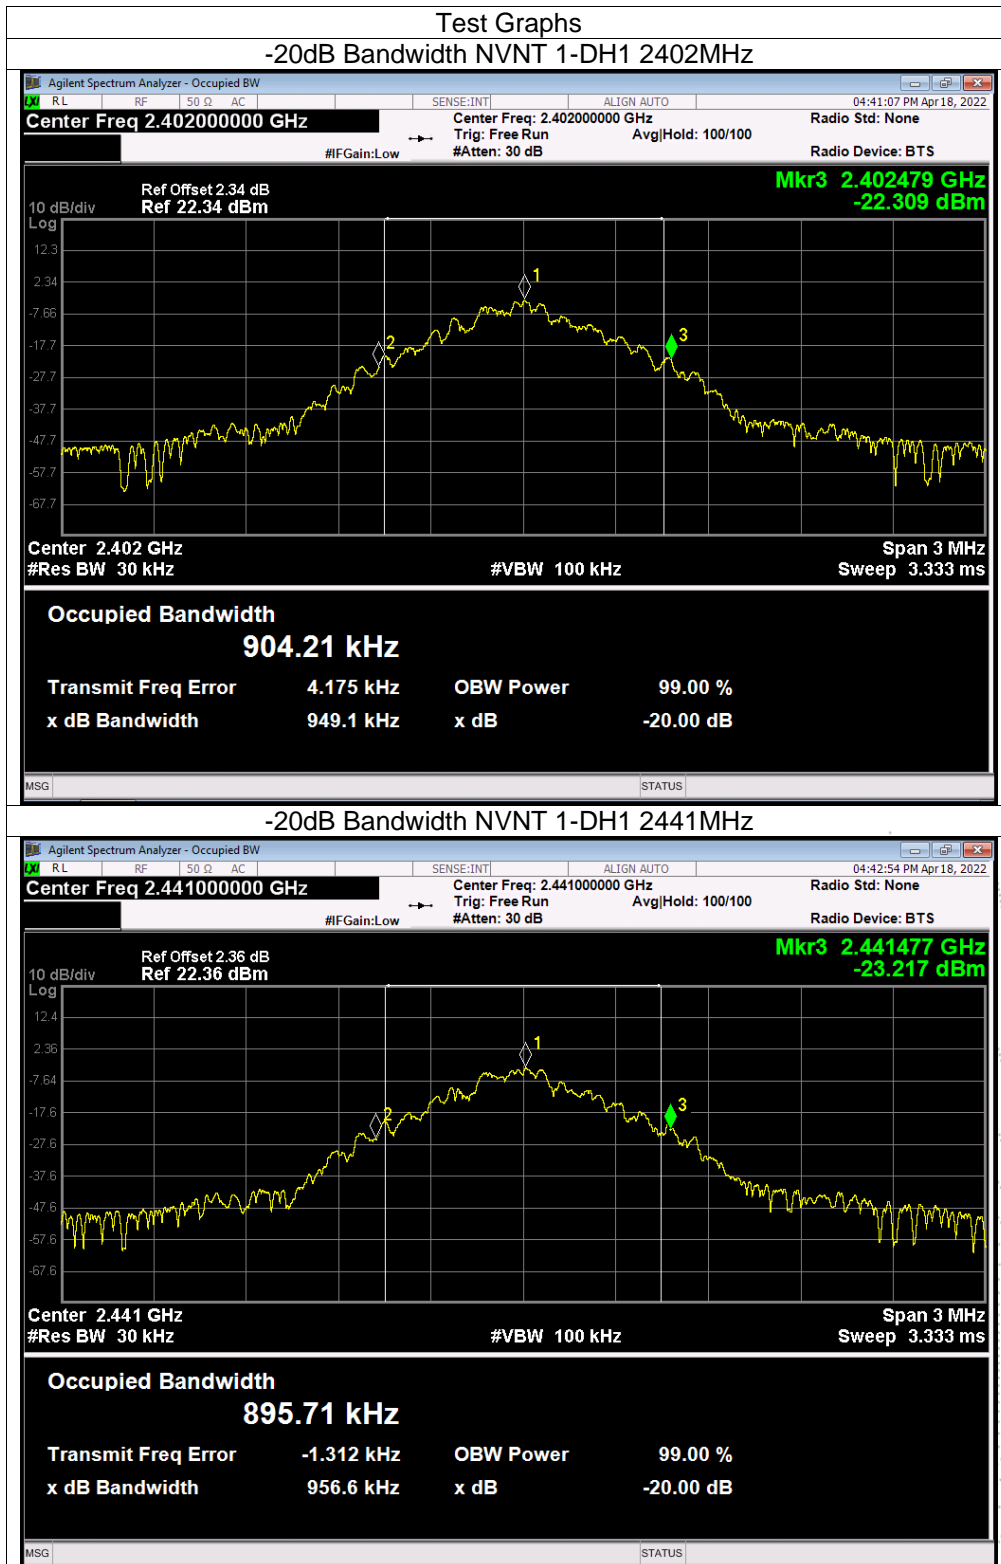 Test Graphs
-20dB Bandwidth NVNT 1-DH1 2402MHz
Agilent Spectrum Analyzer - Occupied BW
LXI RL RF 50 Ω AC SENSE:INT ALIGN AUTO 04:41:07 PM Apr 18, 2022
Center Freq 2.402000000 GHz Center Freq: 2.402000000 GHz Radio Std: None
Trig: Free Run Avg|Hold: 100/100
#IFGain:Low #Atten: 30 dB Radio Device: BTS
Mkr3 2.402479 GHz
-22.309 dBm
Ref Offset 2.34 dB
10 dB/div Ref 22.34 dBm
Log
12.3
1
2.34
-7.66
3
2
-17.7
-27.7
-37.7
-47.7
-57.7
-67.7
Center 2.402 GHz Span 3 MHz
#Res BW 30 kHz #VBW 100 kHz Sweep 3.333 ms
Occupied Bandwidth
904.21 kHz
Transmit Freq Error 4.175 kHz OBW Power 99.00 %
x dB Bandwidth 949.1 kHz x dB -20.00 dB
MSG STATUS
-20dB Bandwidth NVNT 1-DH1 2441MHz
Agilent Spectrum Analyzer - Occupied BW
LXI RL RF 50 Ω AC SENSE:INT ALIGN AUTO 04:42:54 PM Apr 18, 2022
Center Freq 2.441000000 GHz Center Freq: 2.441000000 GHz Radio Std: None
Trig: Free Run Avg|Hold: 100/100
#IFGain:Low #Atten: 30 dB Radio Device: BTS
Mkr3 2.441477 GHz
-23.217 dBm
Ref Offset 2.36 dB
10 dB/div Ref 22.36 dBm
Log
12.4
1
2.36
-7.64
3
2
-17.6
-27.6
-37.6
-47.6
-57.6
-67.6
Center 2.441 GHz Span 3 MHz
#Res BW 30 kHz #VBW 100 kHz Sweep 3.333 ms
Occupied Bandwidth
895.71 kHz
Transmit Freq Error -1.312 kHz OBW Power 99.00 %
x dB Bandwidth 956.6 kHz x dB -20.00 dB
MSG STATUS